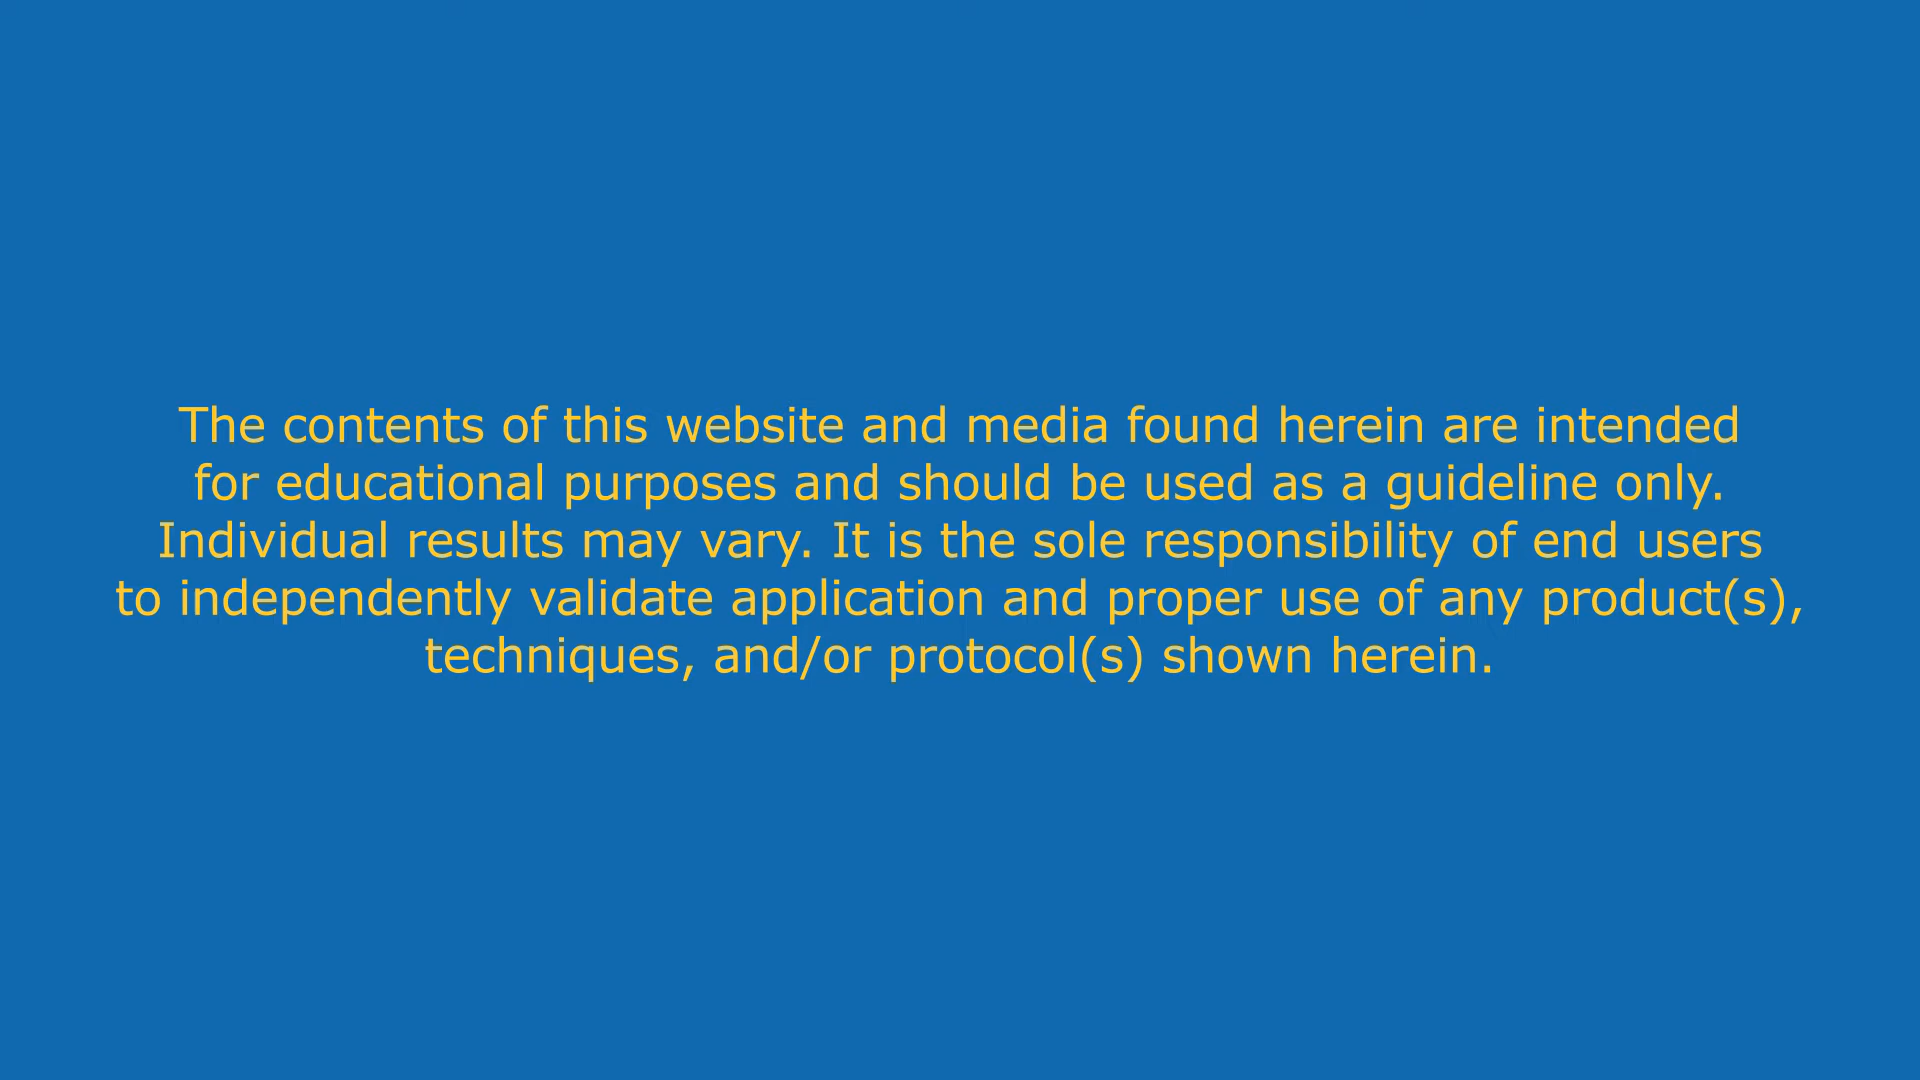 The contents of this website and media found herein are intended
for educational purposes and should be used as a guideline only.
Individual results may vary. It is the sole responsibility of end users
to independently validate application and proper use of any product(s),
techniques, and/or protocol(s) shown herein.